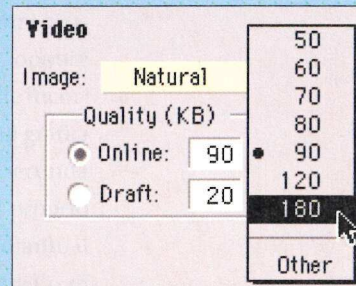 Video
Image: Natural
Quality (KB)
Online: 90
Draft: 20
50
60
70
80
90
120
180
Other